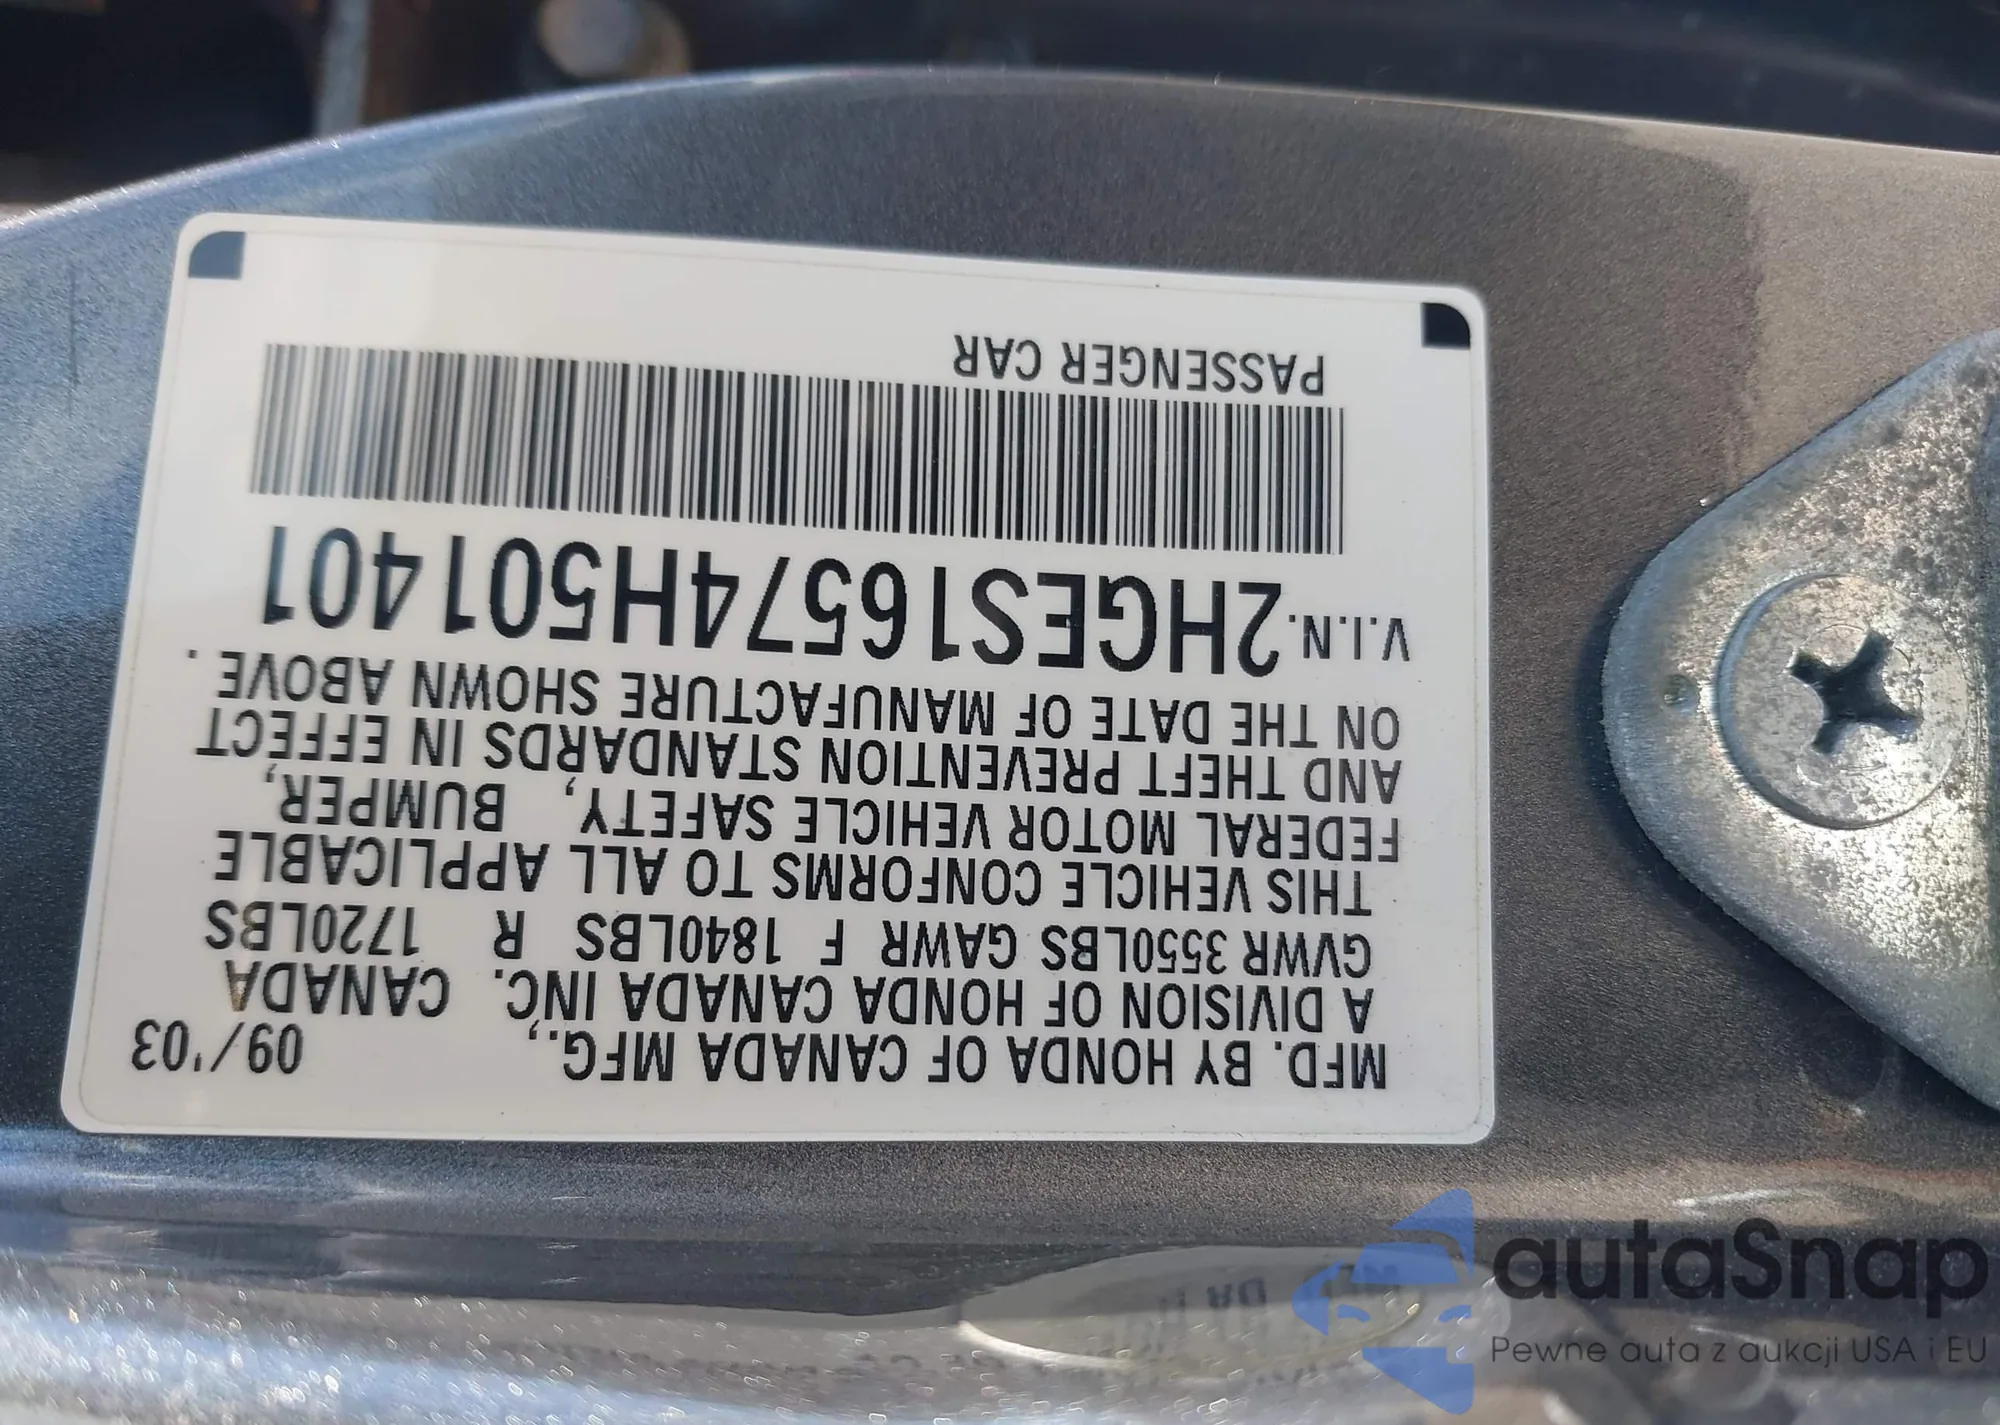 MFD. BY HONDA OF CANADA MFG., 09/'03
A DIVISION OF HONDA CANADA INC. CANADA
GVWR 3550LBS GAWR F 1840LBS R 1720LBS
THIS VEHICLE CONFORMS TO ALL APPLICABLE
FEDERAL MOTOR VEHICLE SAFETY, BUMPER,
AND THEFT PREVENTION STANDARDS IN EFFECT
ON THE DATE OF MANUFACTURE SHOWN ABOVE.
V.I.N. 2HGES16574H501401
PASSENGER CAR
autaSnap
Pewne auta z aukcji USA i EU